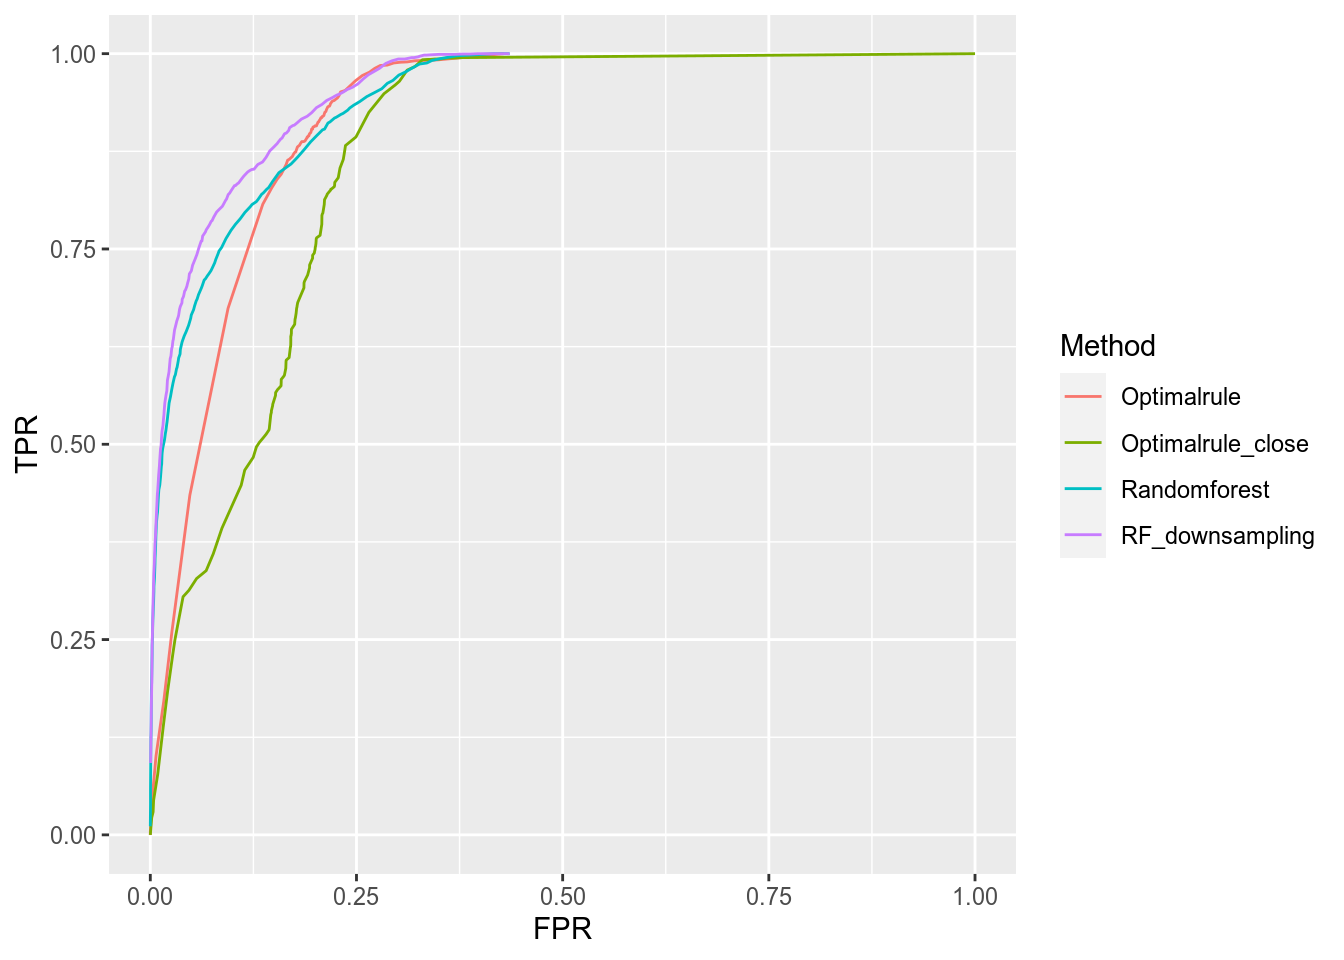 1.00
0.75
0.50
0.25
0.00
TPR
0.00 0.25 0.50 0.75 1.00
FPR
Method
Optimalrule
Optimalrule_close
Randomforest
RF_downsampling